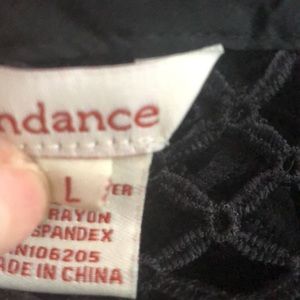 ndance
L
ER
RAYON
SPANDEX
N106205
ADE IN CHINA